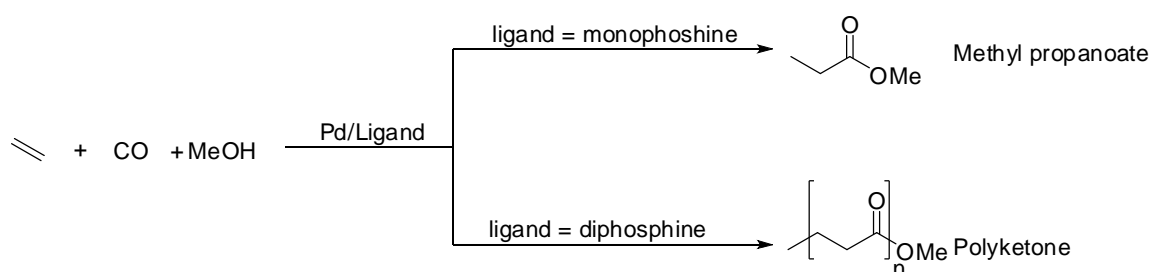 ligand = monophoshine
O
OMe
Methyl propanoate
Pd/Ligand
+ CO +MeOH
ligand = diphosphine
O
OMe
n
Polyketone